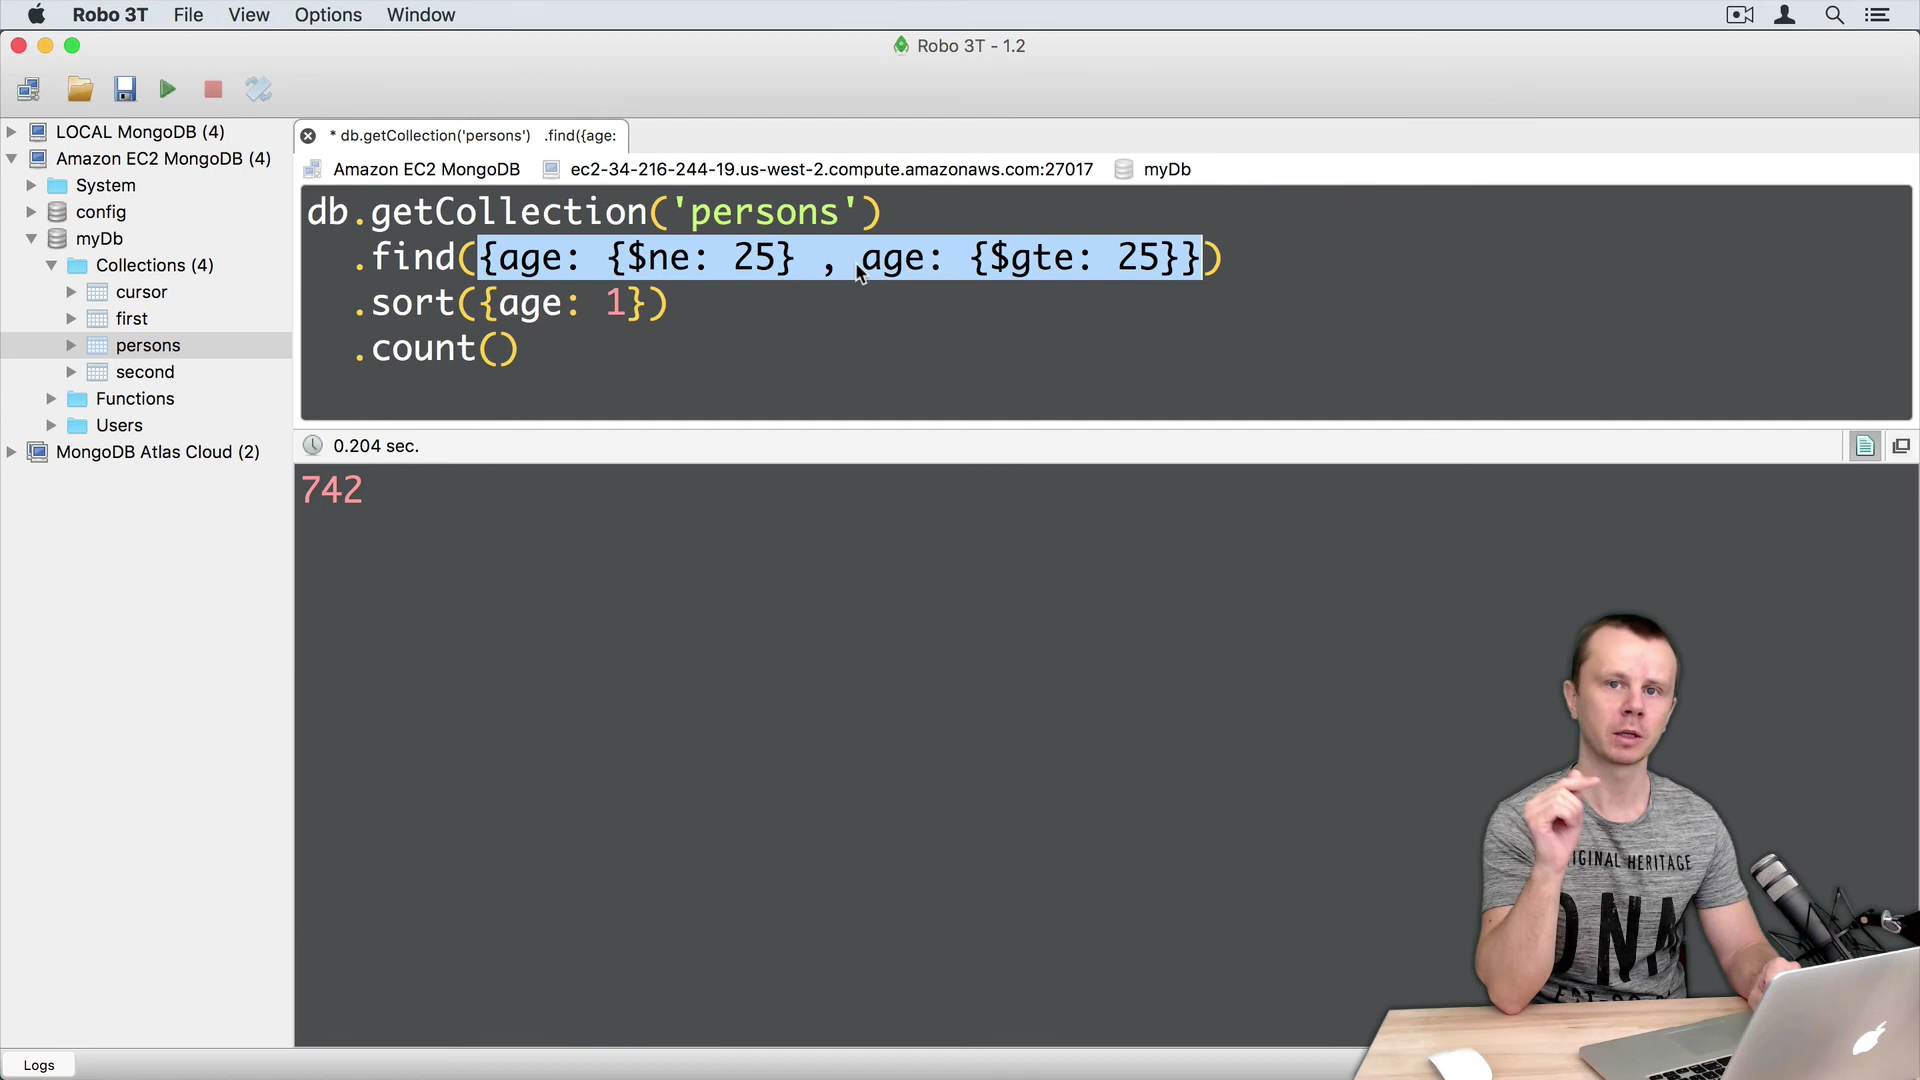 Robo 3T File View Options Window
Robo 3T - 1.2
LOCAL MongoDB (4)
Amazon EC2 MongoDB (4)
System
config
myDb
Collections (4)
cursor
first
persons
second
Functions
Users
MongoDB Atlas Cloud (2)
* db.getCollection('persons') .find({age:
Amazon EC2 MongoDB ec2-34-216-244-19.us-west-2.compute.amazonaws.com:27017 myDb
db.getCollection('persons')
.find({age: {$ne: 25} , age: {$gte: 25}})
.sort({age: 1})
.count()
0.204 sec.
742
ORIGINAL HERITAGE
DNA
Logs